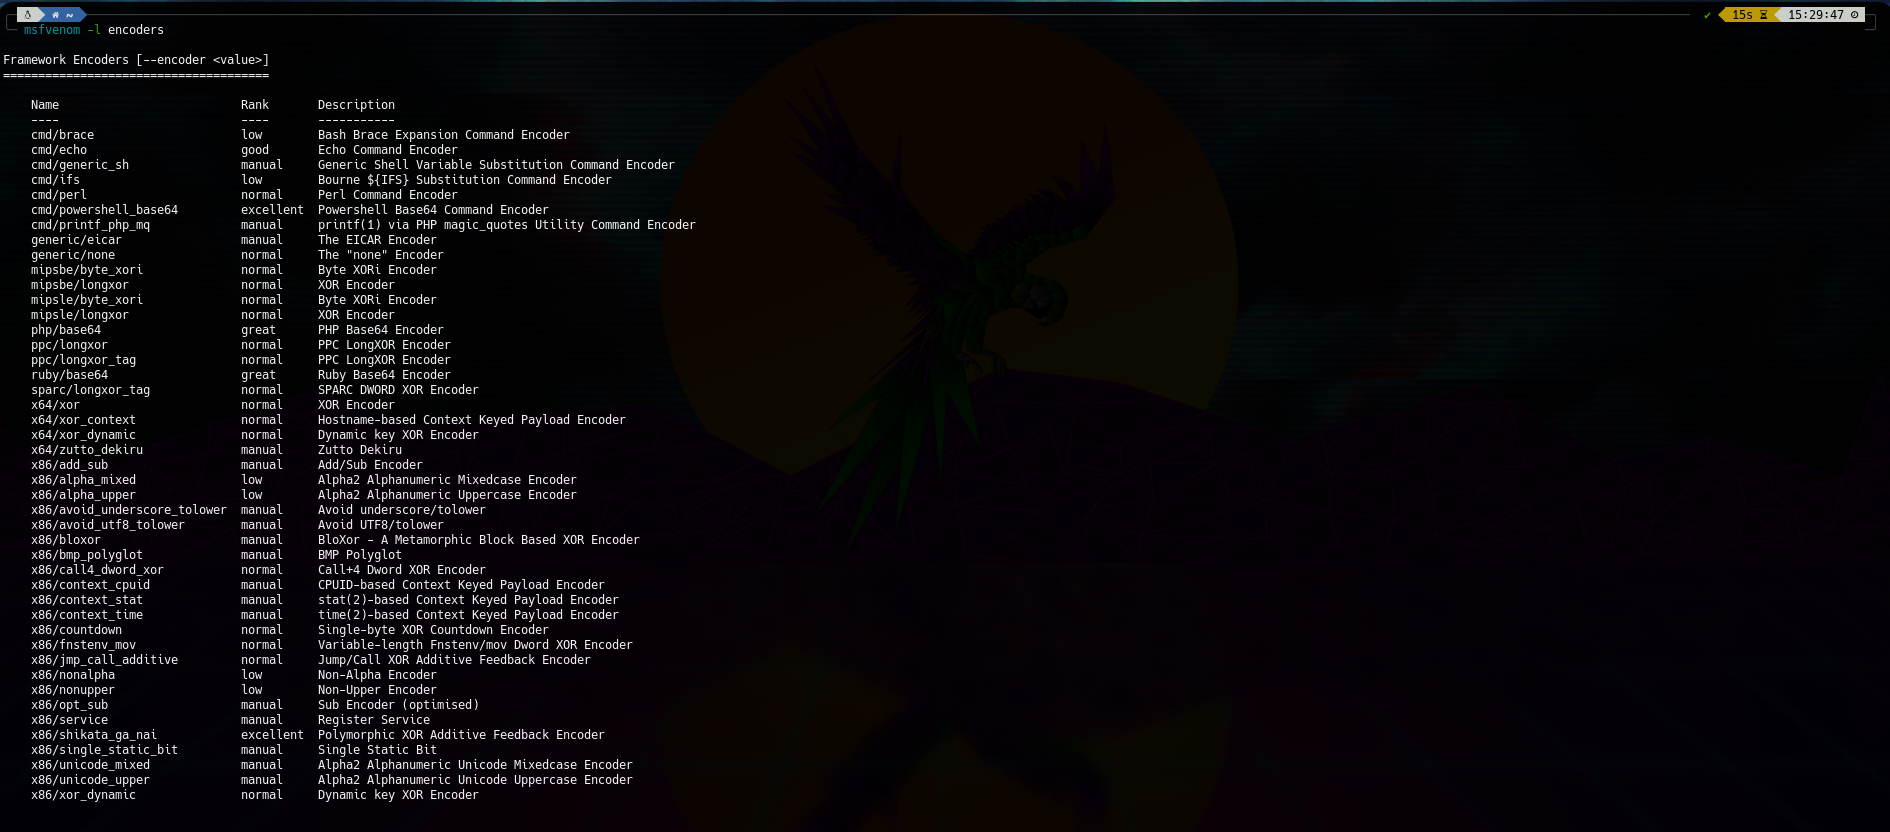 ~ ✔ 15s 15:29:47
msfvenom -l encoders
Framework Encoders [--encoder <value>]
======================================
Name Rank Description
---- ---- -----------
cmd/brace low Bash Brace Expansion Command Encoder
cmd/echo good Echo Command Encoder
cmd/generic_sh manual Generic Shell Variable Substitution Command Encoder
cmd/ifs low Bourne ${IFS} Substitution Command Encoder
cmd/perl normal Perl Command Encoder
cmd/powershell_base64 excellent Powershell Base64 Command Encoder
cmd/printf_php_mq manual printf(1) via PHP magic_quotes Utility Command Encoder
generic/eicar manual The EICAR Encoder
generic/none normal The "none" Encoder
mipsbe/byte_xori normal Byte XORi Encoder
mipsbe/longxor normal XOR Encoder
mipsle/byte_xori normal Byte XORi Encoder
mipsle/longxor normal XOR Encoder
php/base64 great PHP Base64 Encoder
ppc/longxor normal PPC LongXOR Encoder
ppc/longxor_tag normal PPC LongXOR Encoder
ruby/base64 great Ruby Base64 Encoder
sparc/longxor_tag normal SPARC DWORD XOR Encoder
x64/xor normal XOR Encoder
x64/xor_context normal Hostname-based Context Keyed Payload Encoder
x64/xor_dynamic normal Dynamic key XOR Encoder
x64/zutto_dekiru manual Zutto Dekiru
x86/add_sub manual Add/Sub Encoder
x86/alpha_mixed low Alpha2 Alphanumeric Mixedcase Encoder
x86/alpha_upper low Alpha2 Alphanumeric Uppercase Encoder
x86/avoid_underscore_tolower manual Avoid underscore/tolower
x86/avoid_utf8_tolower manual Avoid UTF8/tolower
x86/bloxor manual BloXor - A Metamorphic Block Based XOR Encoder
x86/bmp_polyglot manual BMP Polyglot
x86/call4_dword_xor normal Call+4 Dword XOR Encoder
x86/context_cpuid manual CPUID-based Context Keyed Payload Encoder
x86/context_stat manual stat(2)-based Context Keyed Payload Encoder
x86/context_time manual time(2)-based Context Keyed Payload Encoder
x86/countdown normal Single-byte XOR Countdown Encoder
x86/fnstenv_mov normal Variable-length Fnstenv/mov Dword XOR Encoder
x86/jmp_call_additive normal Jump/Call XOR Additive Feedback Encoder
x86/nonalpha low Non-Alpha Encoder
x86/nonupper low Non-Upper Encoder
x86/opt_sub manual Sub Encoder (optimised)
x86/service manual Register Service
x86/shikata_ga_nai excellent Polymorphic XOR Additive Feedback Encoder
x86/single_static_bit manual Single Static Bit
x86/unicode_mixed manual Alpha2 Alphanumeric Unicode Mixedcase Encoder
x86/unicode_upper manual Alpha2 Alphanumeric Unicode Uppercase Encoder
x86/xor_dynamic normal Dynamic key XOR Encoder